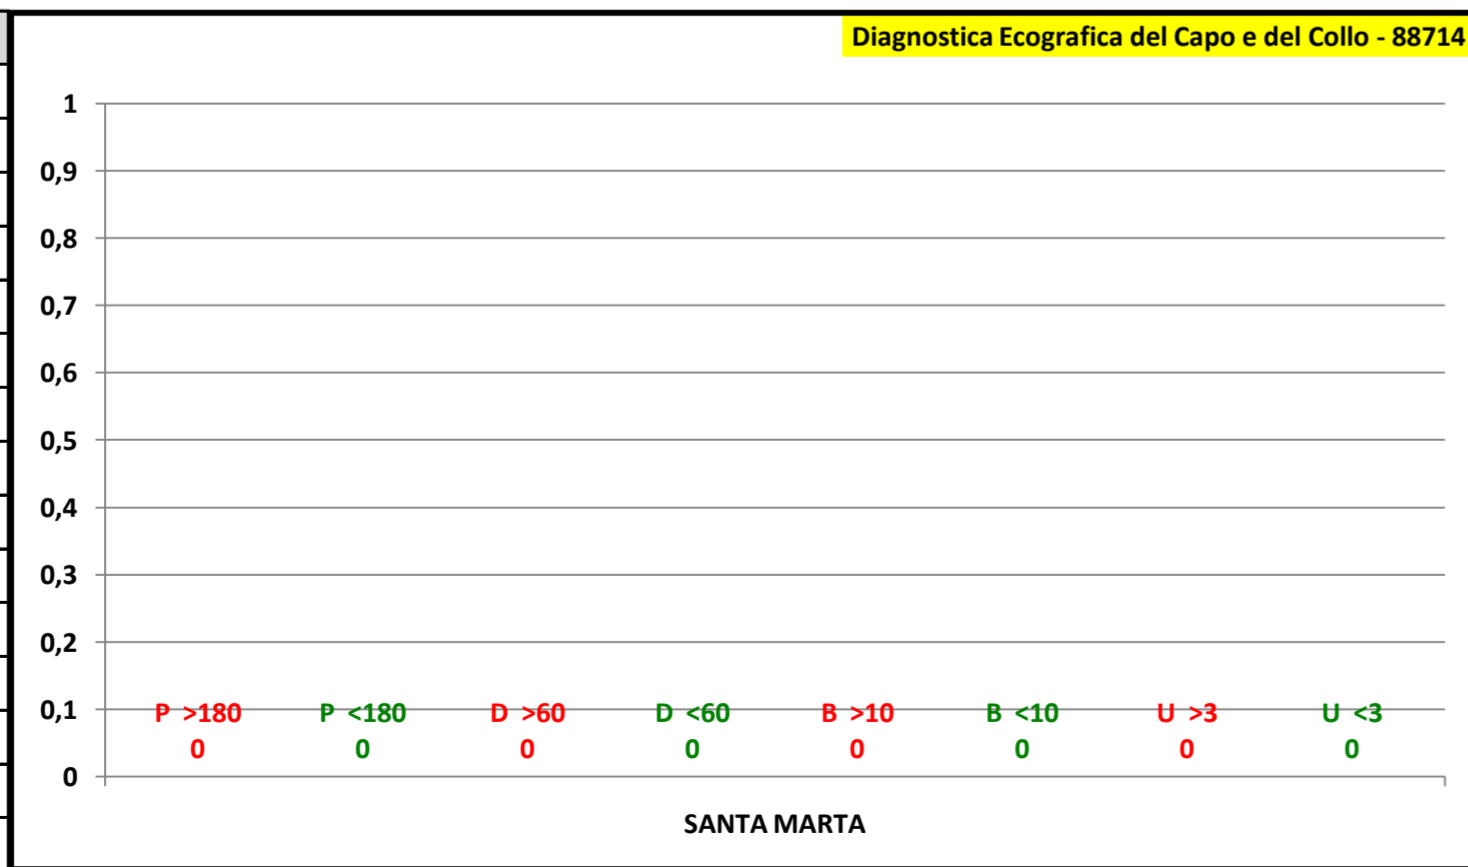 Diagnostica Ecografica del Capo e del Collo - 88714
1
0,9
0,8
0,7
0,6
0,5
0,4
0,3
0,2
0,1
0
P >180 P <180 D >60 D <60 B >10 B <10 U >3 U <3
0 0 0 0 0 0 0 0
SANTA MARTA